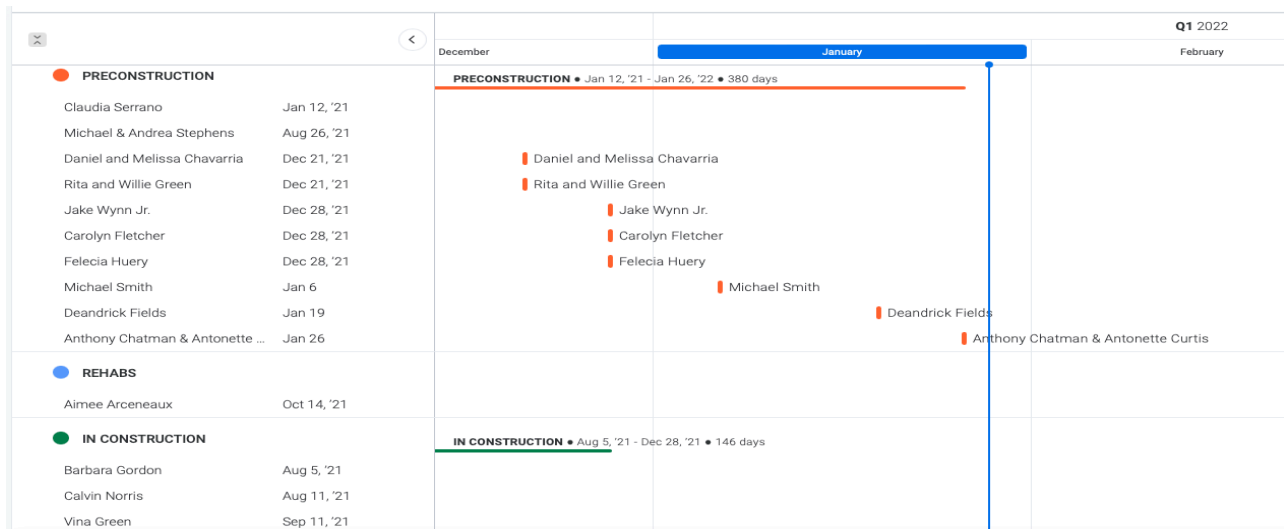 Q1 2022
December January February
PRECONSTRUCTION
PRECONSTRUCTION • Jan 12, '21 - Jan 26, '22 • 380 days
Claudia Serrano Jan 12, '21
Michael & Andrea Stephens Aug 26, '21
Daniel and Melissa Chavarria Dec 21, '21 Daniel and Melissa Chavarria
Rita and Willie Green Dec 21, '21 Rita and Willie Green
Jake Wynn Jr. Dec 28, '21 Jake Wynn Jr.
Carolyn Fletcher Dec 28, '21 Carolyn Fletcher
Felecia Huery Dec 28, '21 Felecia Huery
Michael Smith Jan 6 Michael Smith
Deandrick Fields Jan 19 Deandrick Fields
Anthony Chatman & Antonette ... Jan 26 Anthony Chatman & Antonette Curtis
REHABS
Aimee Arceneaux Oct 14, '21
IN CONSTRUCTION
IN CONSTRUCTION • Aug 5, '21 - Dec 28, '21 • 146 days
Barbara Gordon Aug 5, '21
Calvin Norris Aug 11, '21
Vina Green Sep 11, '21